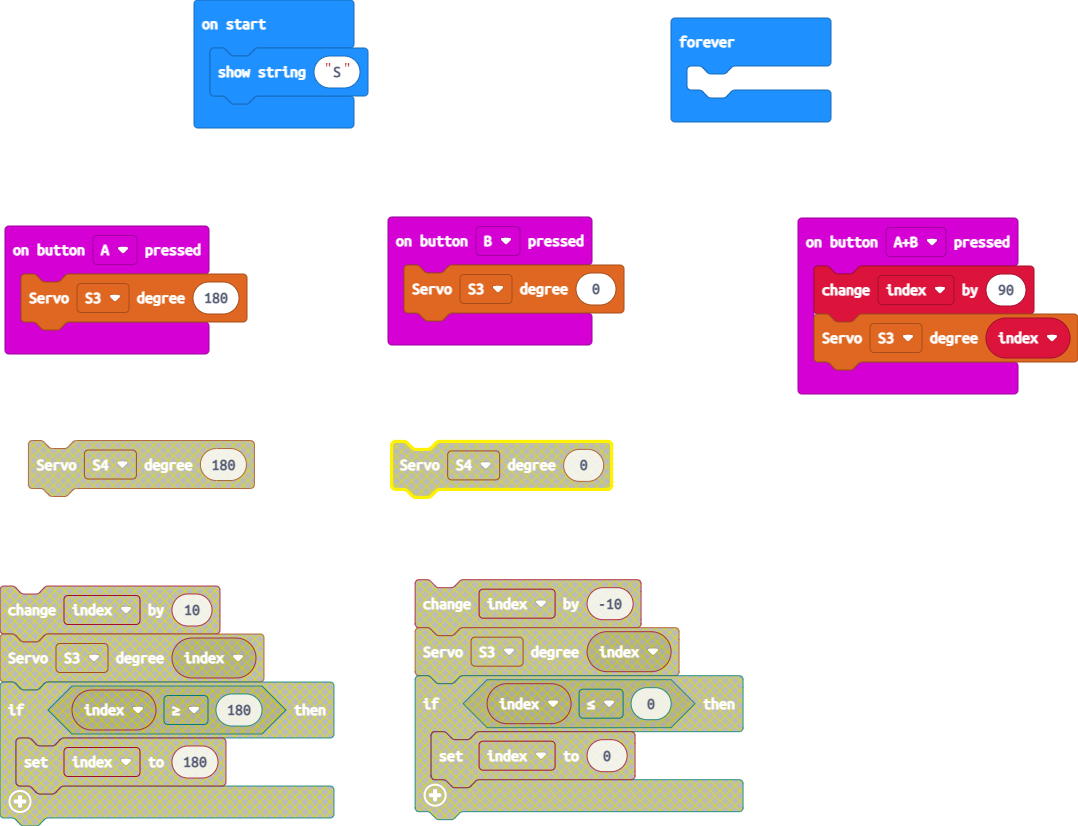 on start
show string "S"
forever
on button A pressed
Servo S3 degree 180
on button B pressed
Servo S3 degree 0
on button A+B pressed
change index by 90
Servo S3 degree index
Servo S4 degree 180
Servo S4 degree 0
change index by 10
Servo S3 degree index
if index ≥ 180 then
set index to 180
change index by -10
Servo S3 degree index
if index ≤ 0 then
set index to 0